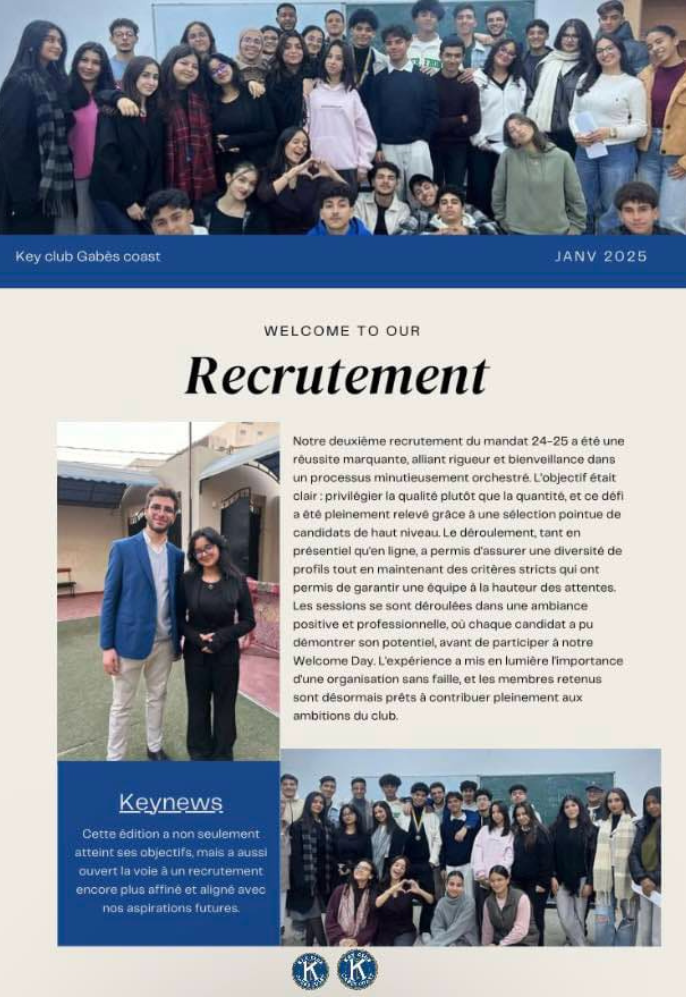 Key club Gabès coast
JANV 2025
WELCOME TO OUR
Recrutement
Notre deuxième recrutement du mandat 24-25 a été une
réussite marquante, alliant rigueur et bienveillance dans
un processus minutieusement orchestré. L'objectif était
clair : privilégier la qualité plutôt que la quantité, et ce défi
a été pleinement relevé grâce à une sélection pointue de
candidats de haut niveau. Le déroulement, tant en
présentiel qu'en ligne, a permis d'assurer une diversité de
profils tout en maintenant des critères stricts qui ont
permis de garantir une équipe à la hauteur des attentes.
Les sessions se sont déroulées dans une ambiance
positive et professionnelle, où chaque candidat a pu
démontrer son potentiel, avant de participer à notre
Welcome Day. L'expérience a mis en lumière l'importance
d'une organisation sans faille, et les membres retenus
sont désormais prêts à contribuer pleinement aux
ambitions du club.
Keynews
Cette édition a non seulement
atteint ses objectifs, mais a aussi
ouvert la voie à un recrutement
encore plus affiné et aligné avec
nos aspirations futures.
K
K